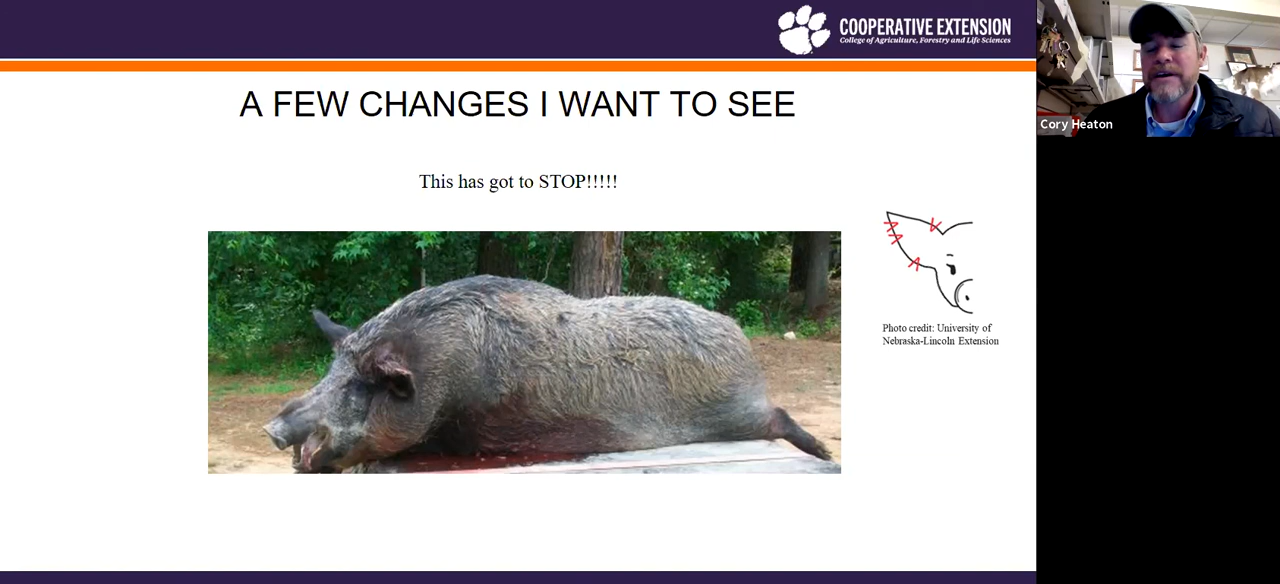 COOPERATIVE EXTENSION
College of Agriculture, Forestry and Life Sciences
A FEW CHANGES I WANT TO SEE
This has got to STOP!!!!!
Cory Heaton
Photo credit: University of
Nebraska-Lincoln Extension